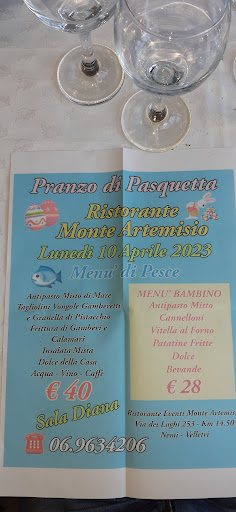 Pranzo di Pasquetta
Ristorante
Monte Artemisio
Lunedì 10 Aprile 2023
Menu' di Pesce
Antipasto Misto di Mare
Tagliolini Vongole Gamberetti
e Granella di Pistacchio
Frittura di Gamberi e
Calamari
Insalata Mista
Dolce della Casa
Acqua - Vino - Caffè
€ 40
MENU' BAMBINO
Antipasto Misto
Cannelloni
Vitella al Forno
Patatine Fritte
Dolce
Bevande
€ 28
Sala Diana
06.9634206
Ristorante Eventi Monte Artemisio
Via dei Laghi 253 - Km 14.50
Nemi - Velletri